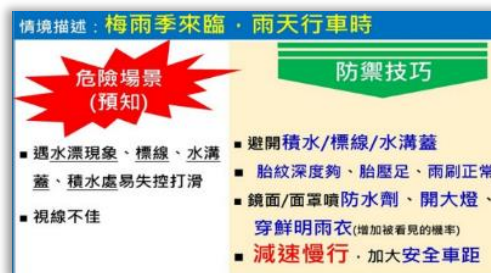 情境描述：梅雨季來臨．雨天行車時
危險場景
(預知)
防禦技巧
■ 遇水漂現象、標線、水溝
蓋、積水處易失控打滑
■ 視線不佳
■ 避開積水/標線/水溝蓋
■ 胎紋深度夠、胎壓足、雨刷正常
■ 鏡面/面罩噴防水劑、開大燈、
穿鮮明雨衣(增加被看見的機率)
■ 減速慢行．加大安全車距